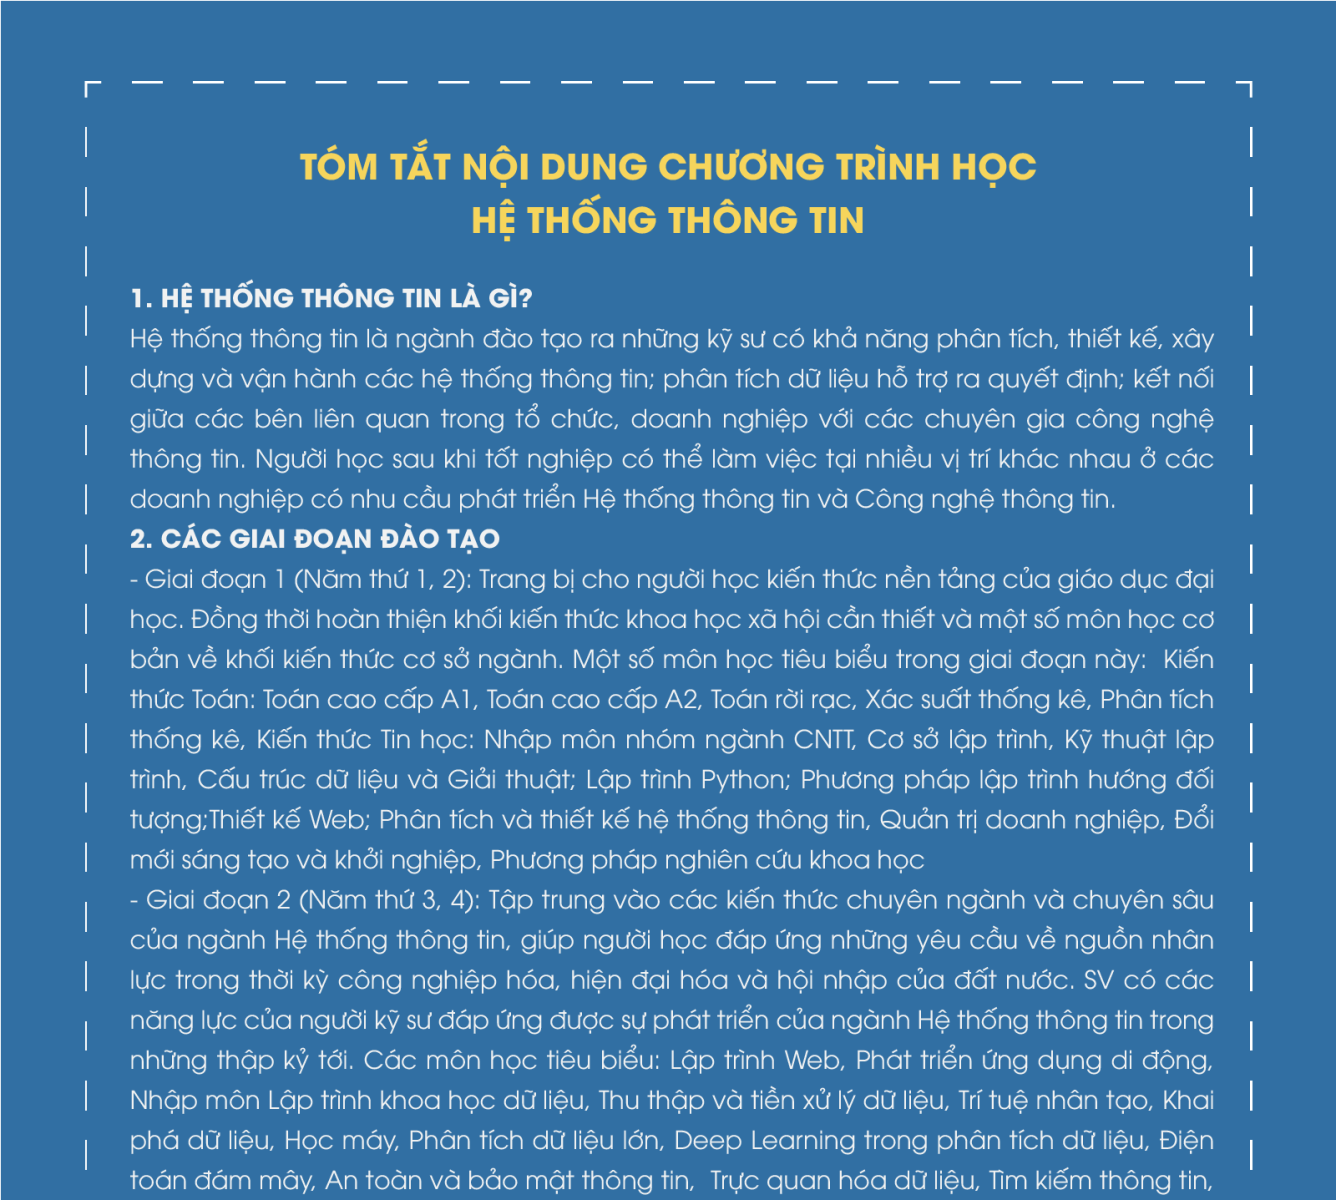 TÓM TẮT NỘI DUNG CHƯƠNG TRÌNH HỌC
HỆ THỐNG THÔNG TIN
1. HỆ THỐNG THÔNG TIN LÀ GÌ?
Hệ thống thông tin là ngành đào tạo ra những kỹ sư có khả năng phân tích, thiết kế, xây
dựng và vận hành các hệ thống thông tin; phân tích dữ liệu hỗ trợ ra quyết định; kết nối
giữa các bên liên quan trong tổ chức, doanh nghiệp với các chuyên gia công nghệ
thông tin. Người học sau khi tốt nghiệp có thể làm việc tại nhiều vị trí khác nhau ở các
doanh nghiệp có nhu cầu phát triển Hệ thống thông tin và Công nghệ thông tin.
2. CÁC GIAI ĐOẠN ĐÀO TẠO
- Giai đoạn 1 (Năm thứ 1, 2): Trang bị cho người học kiến thức nền tảng của giáo dục đại
học. Đồng thời hoàn thiện khối kiến thức khoa học xã hội cần thiết và một số môn học cơ
bản về khối kiến thức cơ sở ngành. Một số môn học tiêu biểu trong giai đoạn này:  Kiến
thức Toán: Toán cao cấp A1, Toán cao cấp A2, Toán rời rạc, Xác suất thống kê, Phân tích
thống kê, Kiến thức Tin học: Nhập môn nhóm ngành CNTT, Cơ sở lập trình, Kỹ thuật lập
trình, Cấu trúc dữ liệu và Giải thuật; Lập trình Python; Phương pháp lập trình hướng đối
tượng;Thiết kế Web; Phân tích và thiết kế hệ thống thông tin, Quản trị doanh nghiệp, Đổi
mới sáng tạo và khởi nghiệp, Phương pháp nghiên cứu khoa học
- Giai đoạn 2 (Năm thứ 3, 4): Tập trung vào các kiến thức chuyên ngành và chuyên sâu
của ngành Hệ thống thông tin, giúp người học đáp ứng những yêu cầu về nguồn nhân
lực trong thời kỳ công nghiệp hóa, hiện đại hóa và hội nhập của đất nước. SV có các
năng lực của người kỹ sư đáp ứng được sự phát triển của ngành Hệ thống thông tin trong
những thập kỷ tới. Các môn học tiêu biểu: Lập trình Web, Phát triển ứng dụng di động,
Nhập môn Lập trình khoa học dữ liệu, Thu thập và tiền xử lý dữ liệu, Trí tuệ nhân tạo, Khai
phá dữ liệu, Học máy, Phân tích dữ liệu lớn, Deep Learning trong phân tích dữ liệu, Điện
toán đám mây, An toàn và bảo mật thông tin,  Trực quan hóa dữ liệu, Tìm kiếm thông tin,